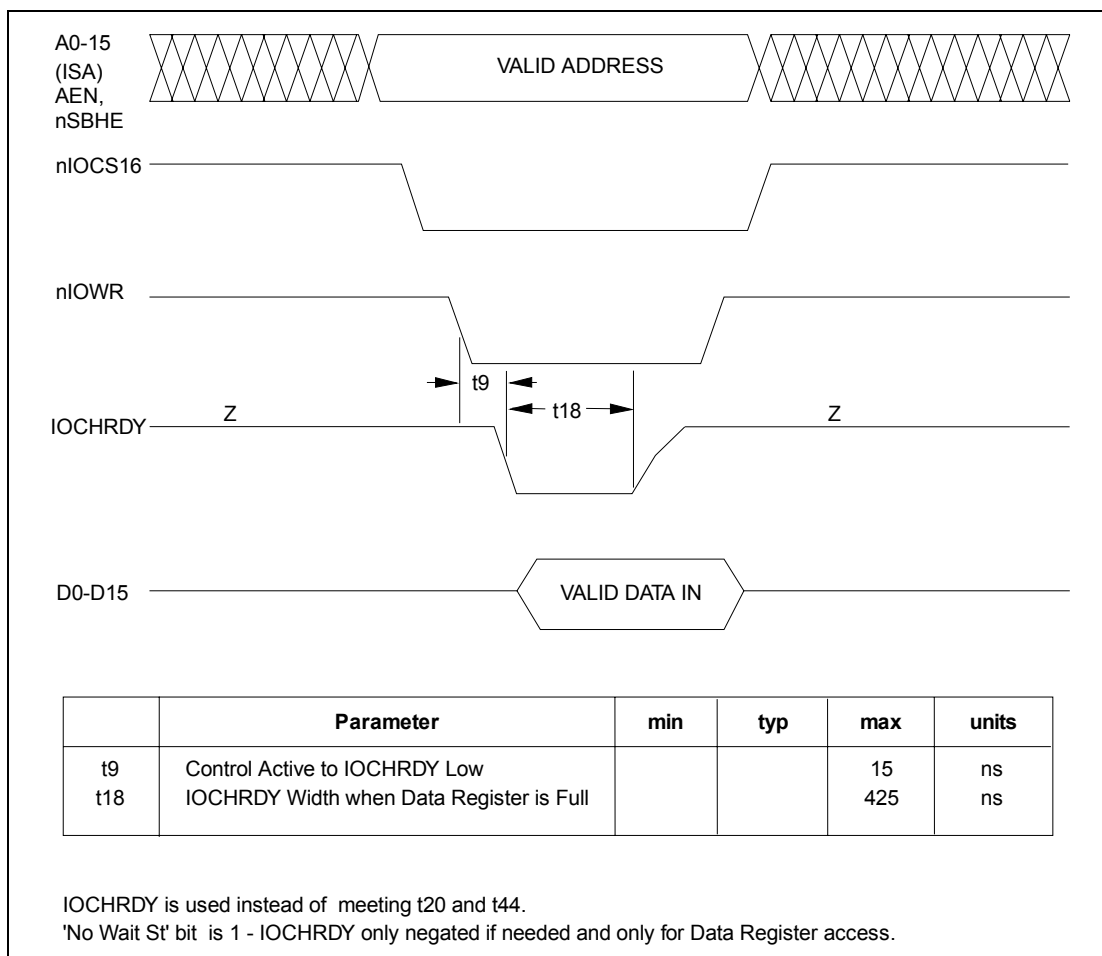 A0-15
(ISA)
AEN,
nSBHE
VALID ADDRESS
nIOCS16
nIOWR
t9
t18
IOCHRDY
Z
Z
D0-D15
VALID DATA IN
Parameter min typ max units
t9 Control Active to IOCHRDY Low 15 ns
t18 IOCHRDY Width when Data Register is Full 425 ns
IOCHRDY is used instead of meeting t20 and t44.
'No Wait St' bit is 1 - IOCHRDY only negated if needed and only for Data Register access.